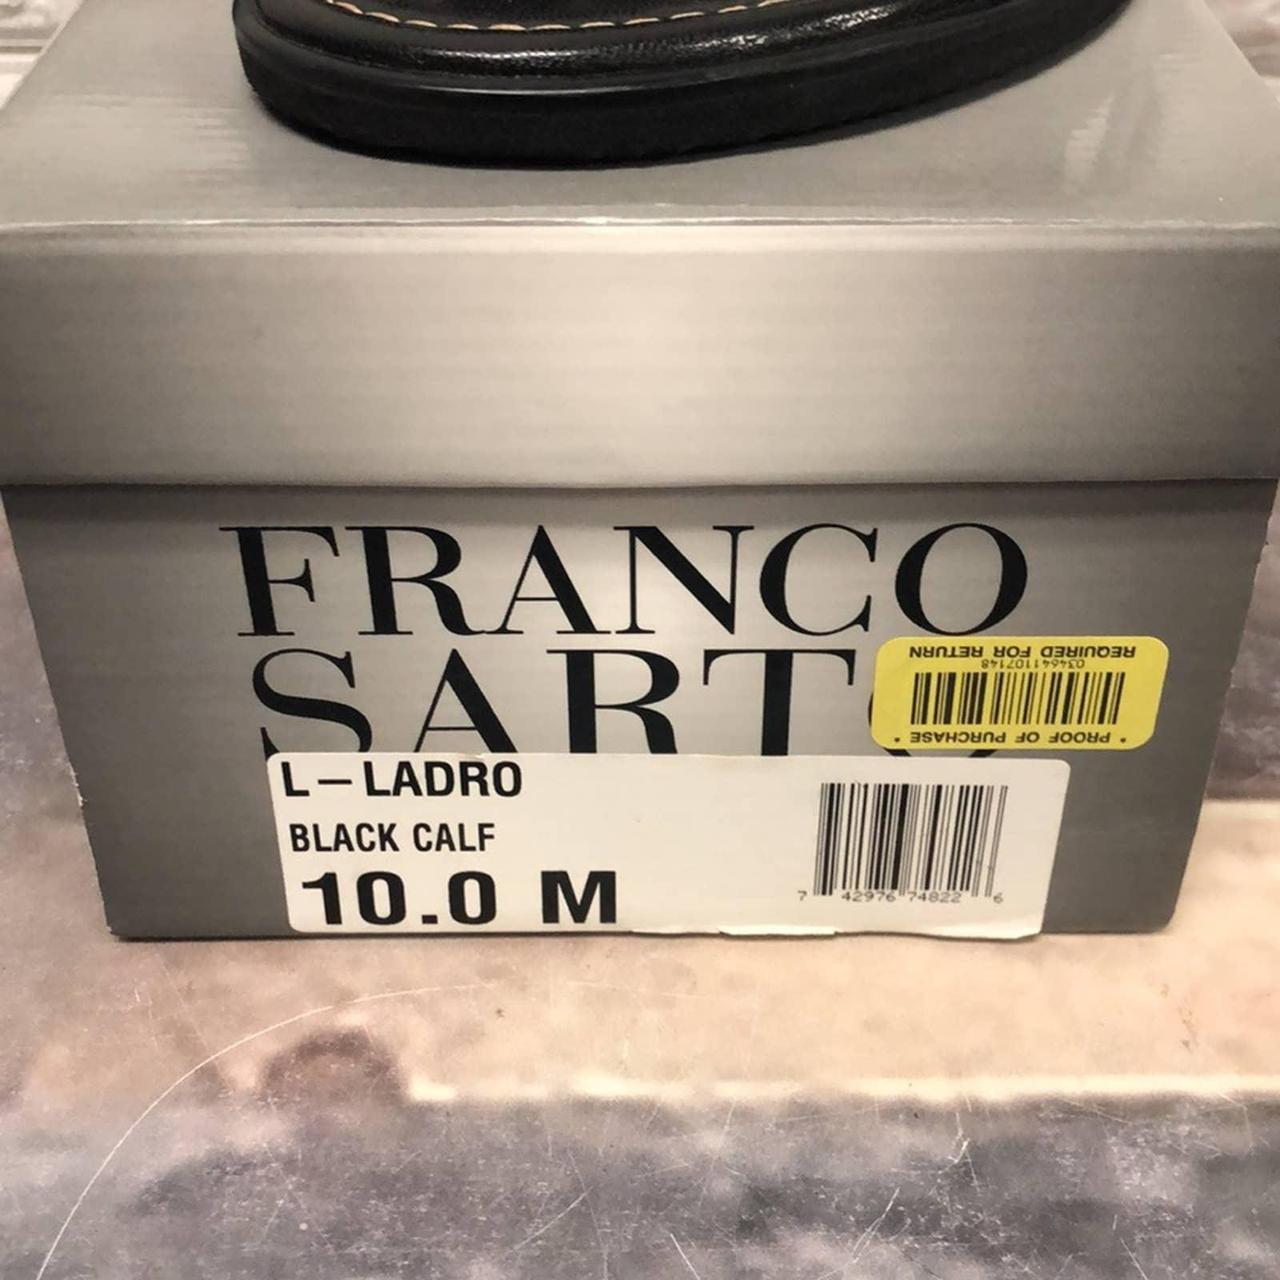 FRANCO
SART
* PROOF OF PURCHASE *
034641107148
REQUIRED FOR RETURN
L-LADRO
BLACK CALF
10.0 M
7 42976 74822 6